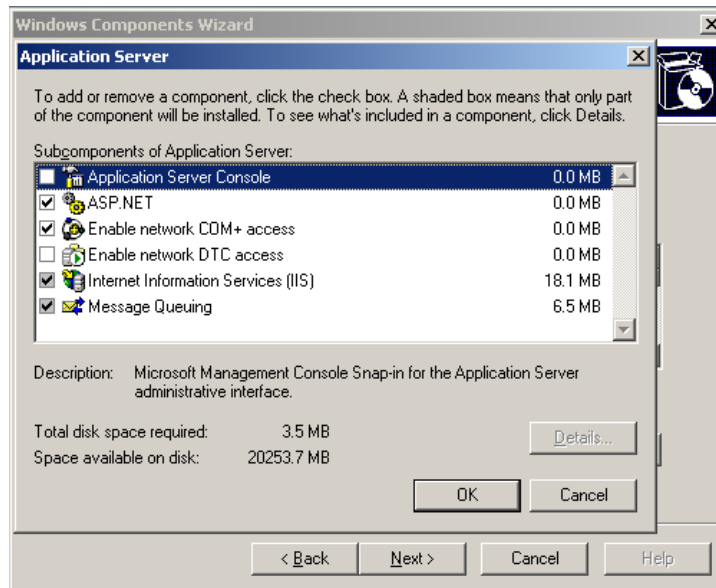 Windows Components Wizard
Application Server
To add or remove a component, click the check box. A shaded box means that only part
of the component will be installed. To see what's included in a component, click Details.
Subcomponents of Application Server:
Application Server Console 0.0 MB
ASP.NET 0.0 MB
Enable network COM+ access 0.0 MB
Enable network DTC access 0.0 MB
Internet Information Services (IIS) 18.1 MB
Message Queuing 6.5 MB
Description: Microsoft Management Console Snap-in for the Application Server
administrative interface.
Total disk space required: 3.5 MB
Space available on disk: 20253.7 MB
Details...
OK Cancel
< Back Next > Cancel Help